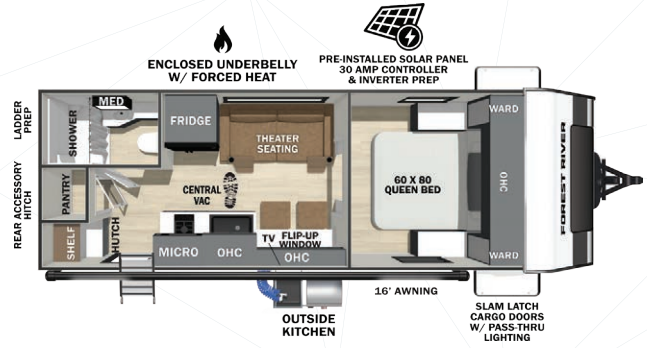 ENCLOSED UNDERBELLY
W/ FORCED HEAT
PRE-INSTALLED SOLAR PANEL
30 AMP CONTROLLER
& INVERTER PREP
LADDER
PREP
REAR ACCESSORY
HITCH
MED
SHOWER
FRIDGE
THEATER
SEATING
WARD
60 X 80
QUEEN BED
OHC
FOREST RIVER
PANTRY
CENTRAL
VAC
SHELF
HUTCH
MICRO
OHC
TV
FLIP-UP
WINDOW
OHC
WARD
16' AWNING
OUTSIDE
KITCHEN
SLAM LATCH
CARGO DOORS
W/ PASS-THRU
LIGHTING